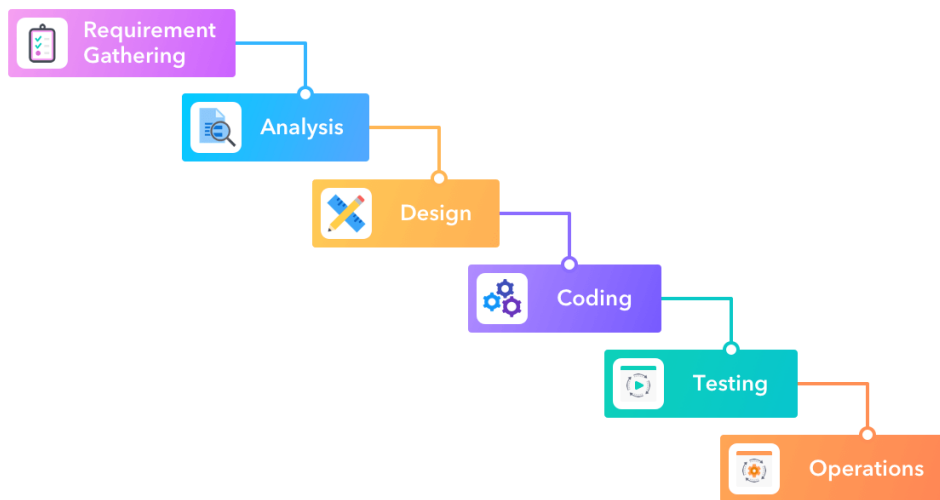 Requirement
Gathering
Analysis
Design
Coding
Testing
Operations